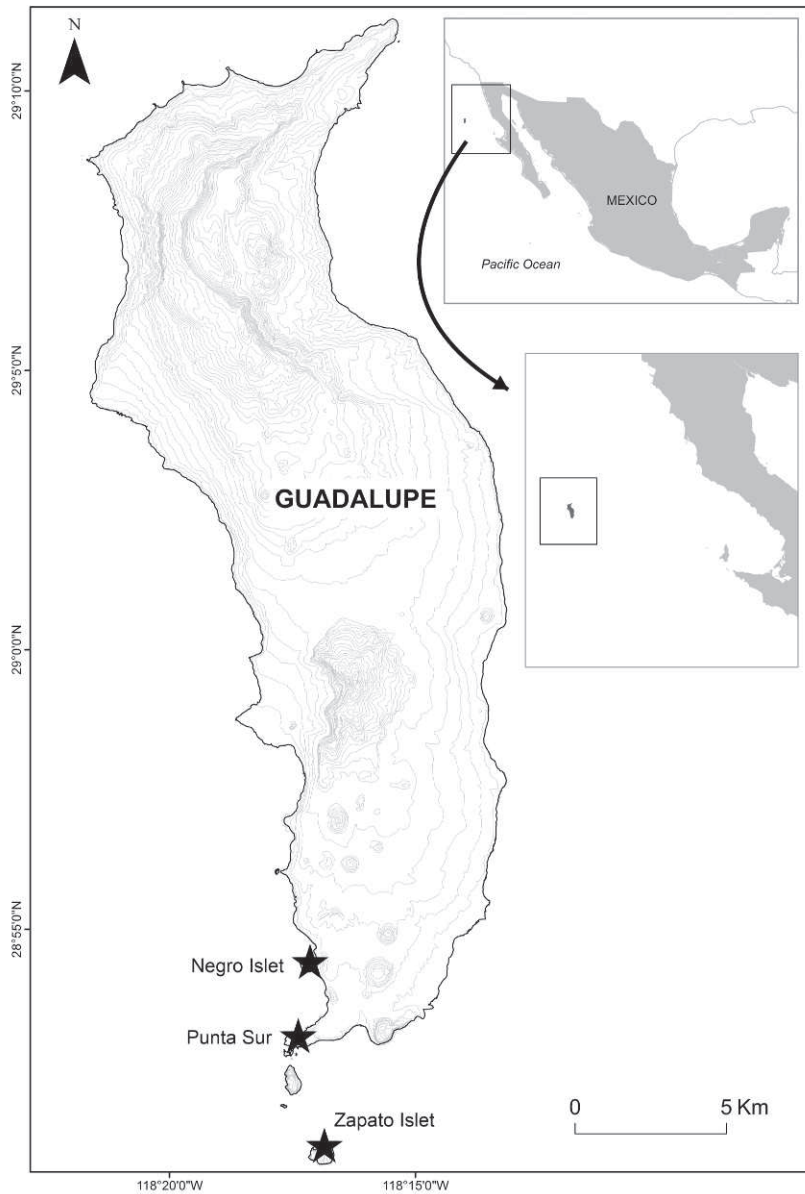 N
29°10'0"N
29°5'0"N
29°0'0"N
28°55'0"N
MEXICO
Pacific Ocean
GUADALUPE
Negro Islet
Punta Sur
Zapato Islet
0 5 Km
118°20'0"W 118°15'0"W